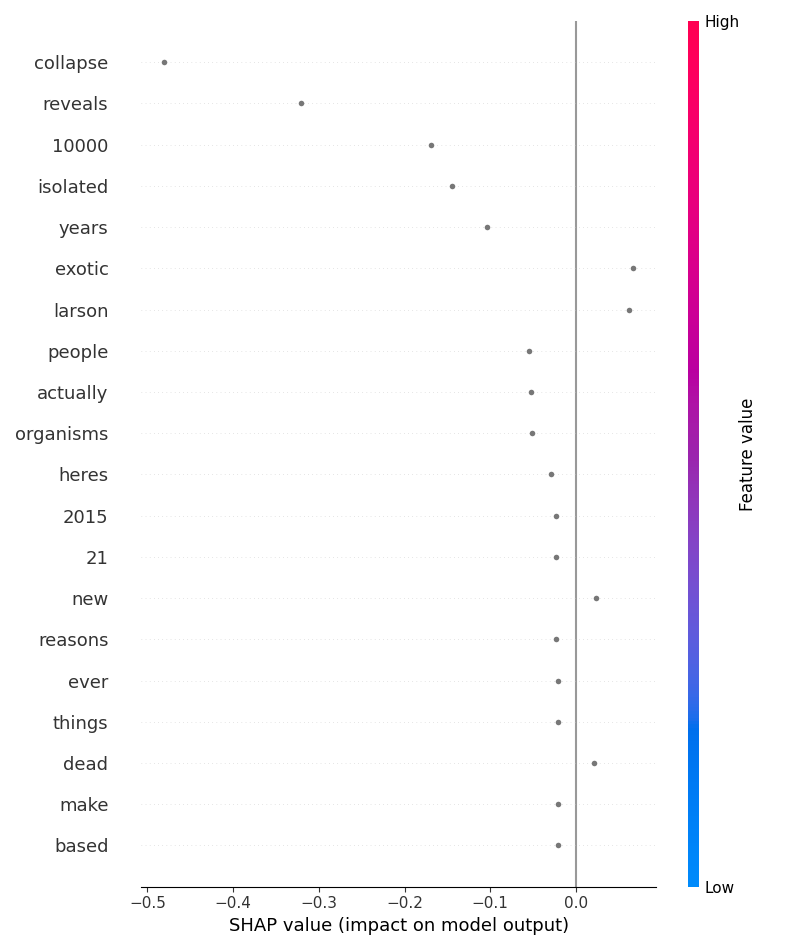 High
collapse
reveals
10000
isolated
years
exotic
larson
people
actually
organisms
heres
2015
21
new
reasons
ever
things
dead
make
based
Feature value
Low
−0.5 −0.4 −0.3 −0.2 −0.1 0.0
SHAP value (impact on model output)